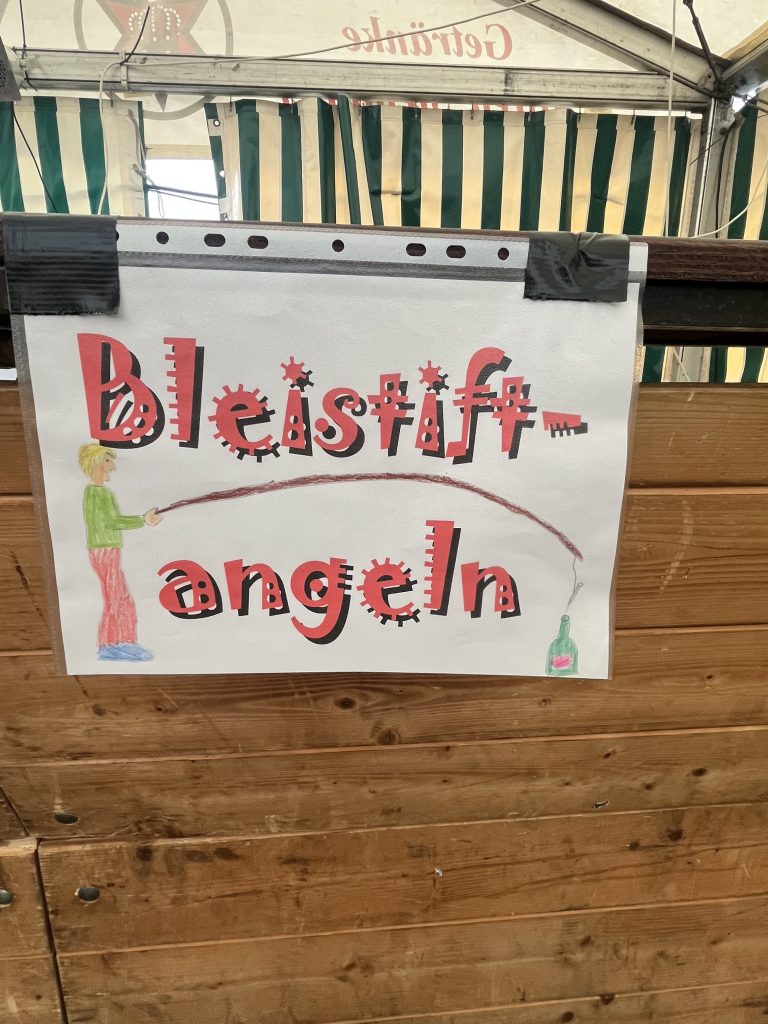 Getränke
Bleistift-
angeln